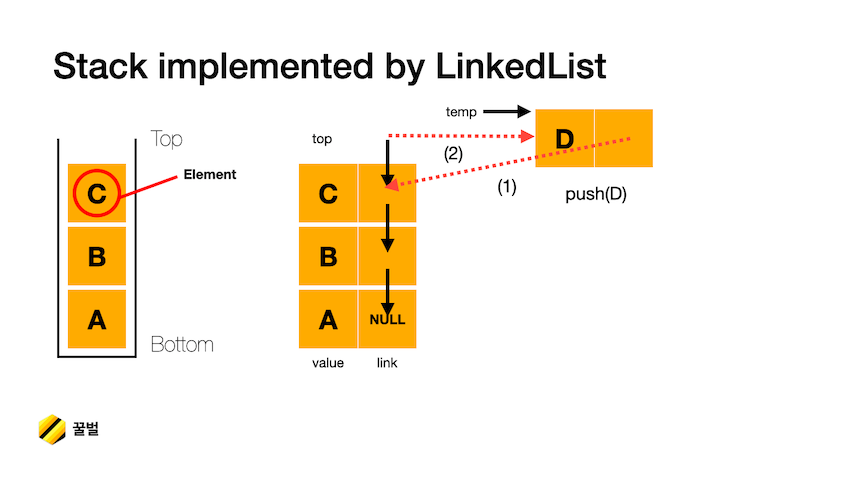 Stack implemented by LinkedList
Top
C
Element
B
A
Bottom
top
C
B
A
NULL
value
link
temp
D
(2)
(1)
push(D)
꿀벌